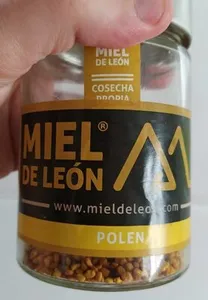 MIEL
DE LEÓN
COSECHA
PROPIA
MIEL®
DE LEÓN
www.mieldeleon.com
POLEN